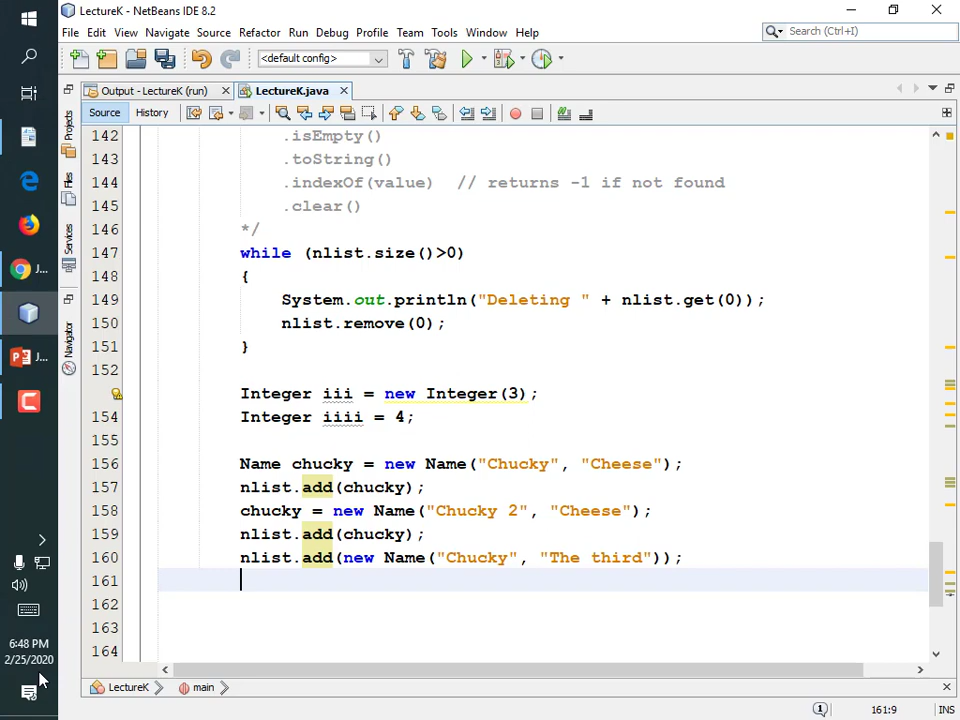 LectureK - NetBeans IDE 8.2
File Edit View Navigate Source Refactor Run Debug Profile Team Tools Window Help
Search (Ctrl+I)
<default config>
Output - LectureK (run) LectureK.java
Source History
Projects
Files
Services
Navigator
142 .isEmpty()
143 .toString()
144 .indexOf(value) // returns -1 if not found
145 .clear()
146 */
147 while (nlist.size()>0)
148 {
149 System.out.println("Deleting " + nlist.get(0));
150 nlist.remove(0);
151 }
152
Integer iii = new Integer(3);
154 Integer iiii = 4;
155
156 Name chucky = new Name("Chucky", "Cheese");
157 nlist.add(chucky);
158 chucky = new Name("Chucky 2", "Cheese");
159 nlist.add(chucky);
160 nlist.add(new Name("Chucky", "The third"));
161
162
163
164
LectureK main
1 161:9 INS
J...
J...
6:48 PM
2/25/2020